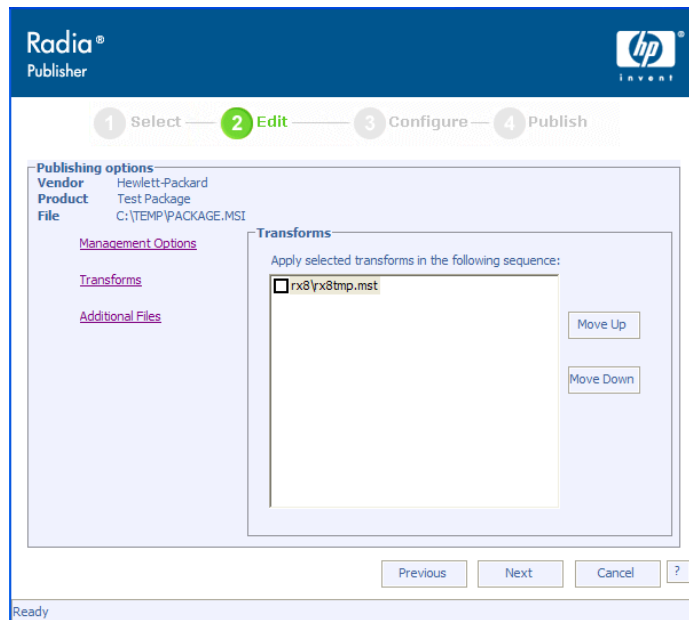 Radia®
Publisher
hp ®
invent
1 Select 2 Edit 3 Configure 4 Publish
Publishing options
Vendor Hewlett-Packard
Product Test Package
File C:\TEMP\PACKAGE.MSI
Management Options
Transforms
Additional Files
Transforms
Apply selected transforms in the following sequence:
rx8\rx8tmp.mst
Move Up
Move Down
Previous Next Cancel ?
Ready